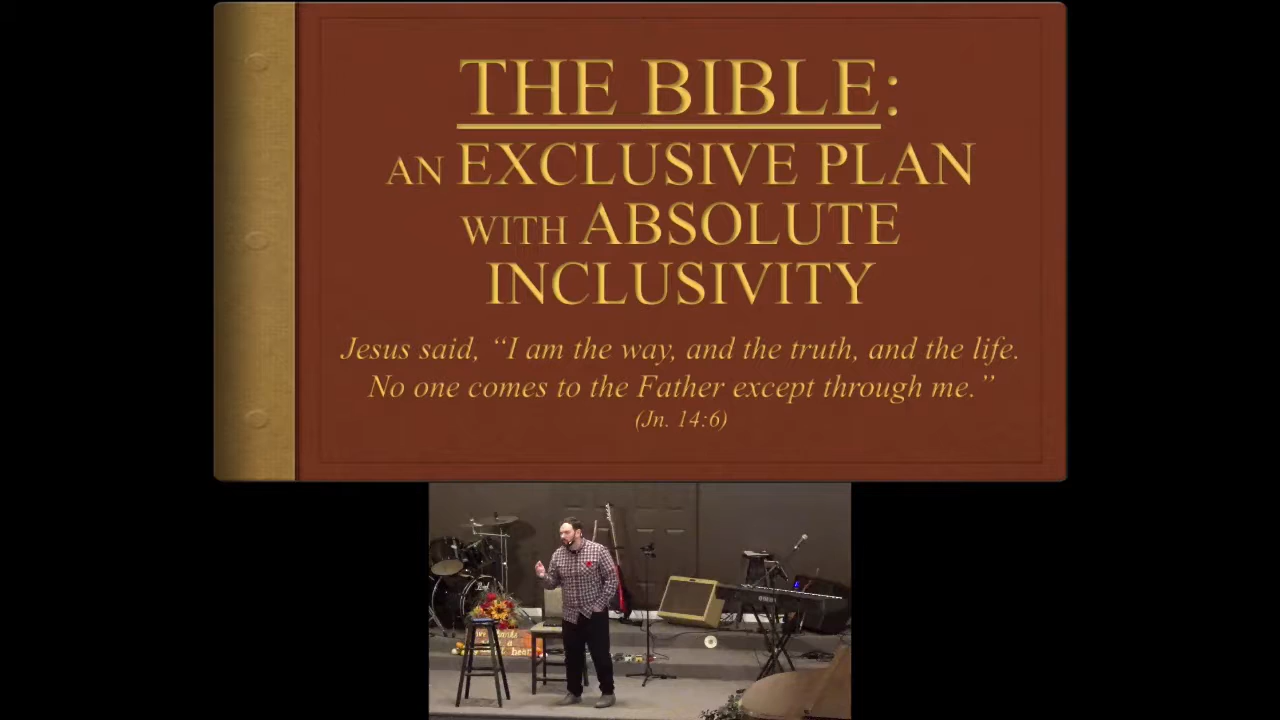 THE BIBLE:
AN EXCLUSIVE PLAN
WITH ABSOLUTE
INCLUSIVITY
Jesus said, “I am the way, and the truth, and the life.
No one comes to the Father except through me.”
(Jn. 14:6)